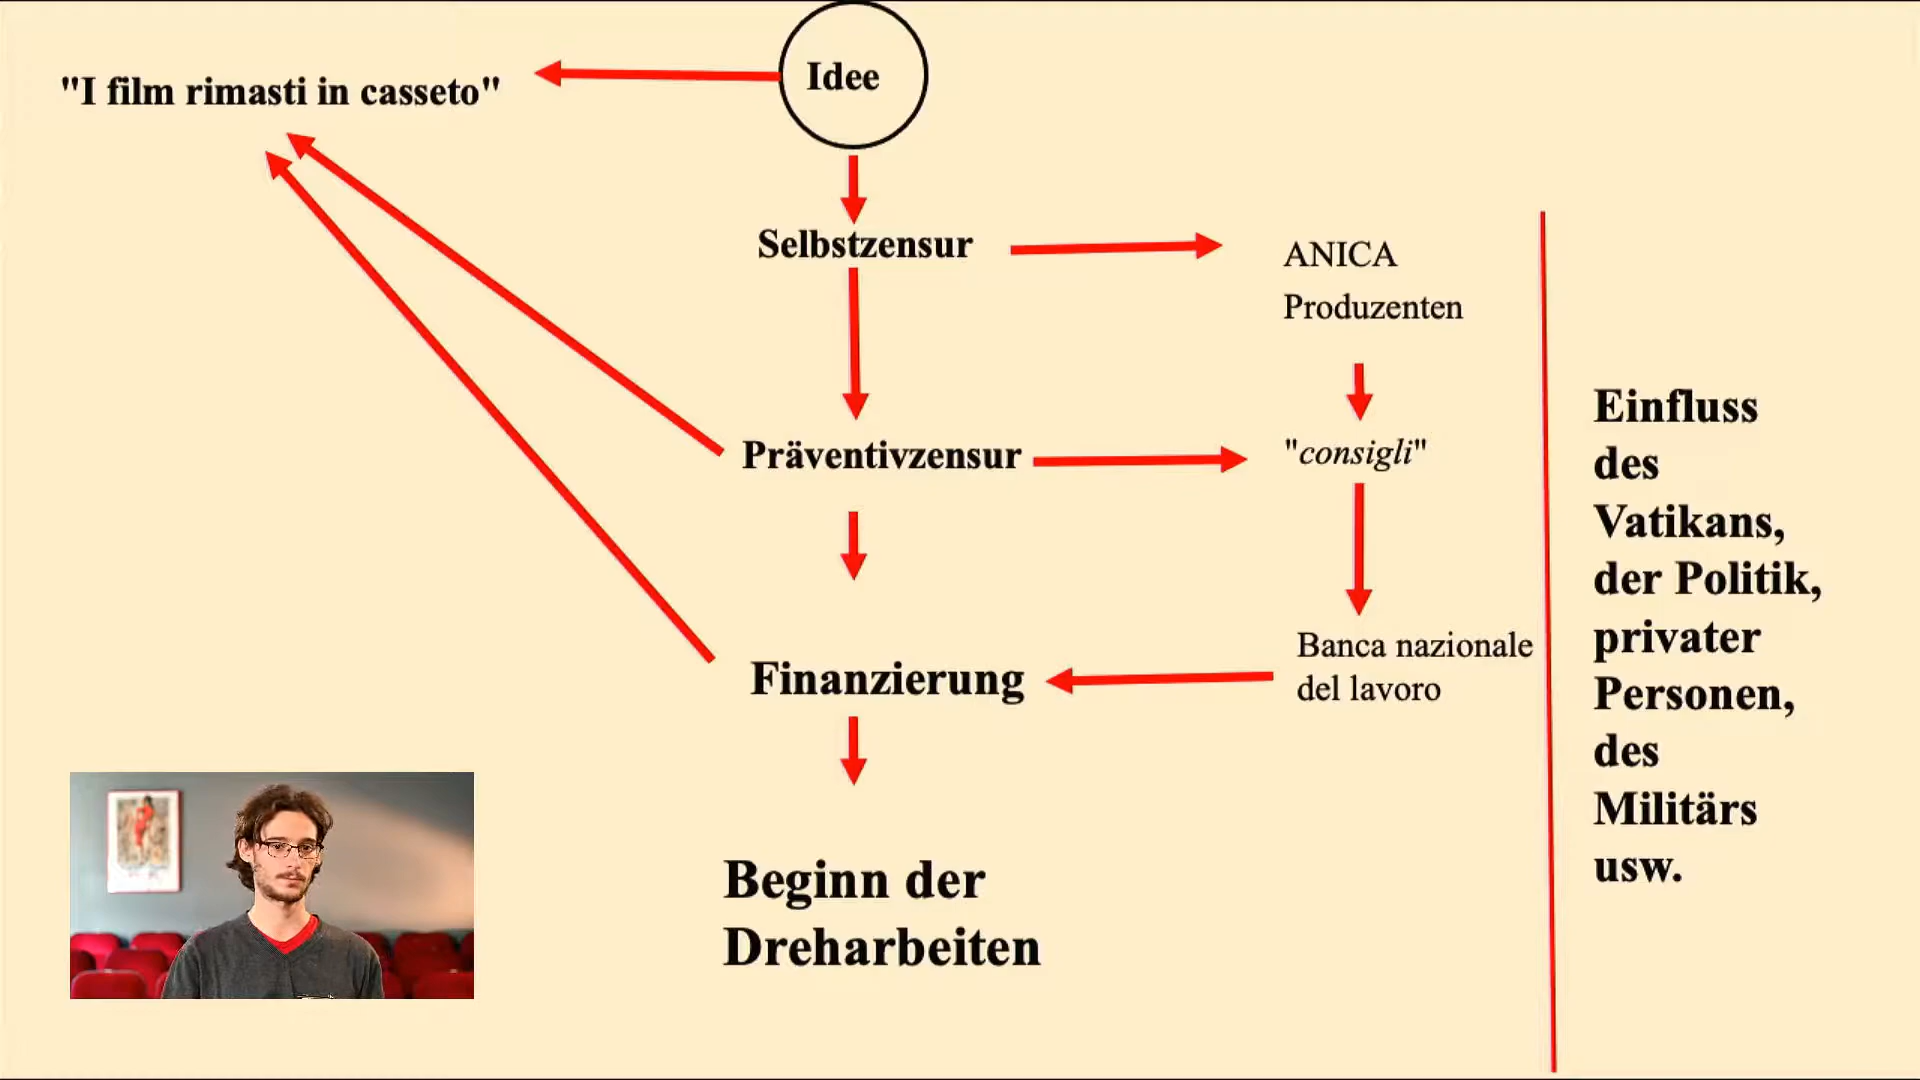 Idee
"I film rimasti in casseto"
Selbstzensur
ANICA
Produzenten
Präventivzensur
"consigli"
Finanzierung
Banca nazionale
del lavoro
Beginn der
Dreharbeiten
Einfluss
des
Vatikans,
der Politik,
privater
Personen,
des
Militärs
usw.